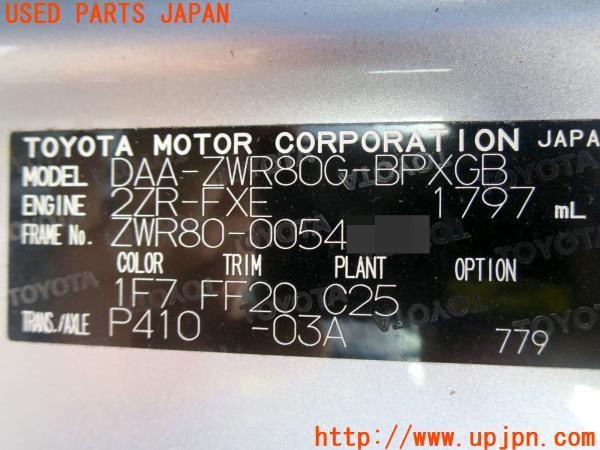 USED PARTS JAPAN
TOYOTA MOTOR CORPORATION JAPA
MODEL DAA-ZWR80G-BPXGB
ENGINE 2ZR-FXE 1797 mL
FRAME No. ZWR80-0054
COLOR TRIM PLANT OPTION
1F7 FF20 C25
TRANS./AXLE P410 -03A 779
http://www.upjpn.com/